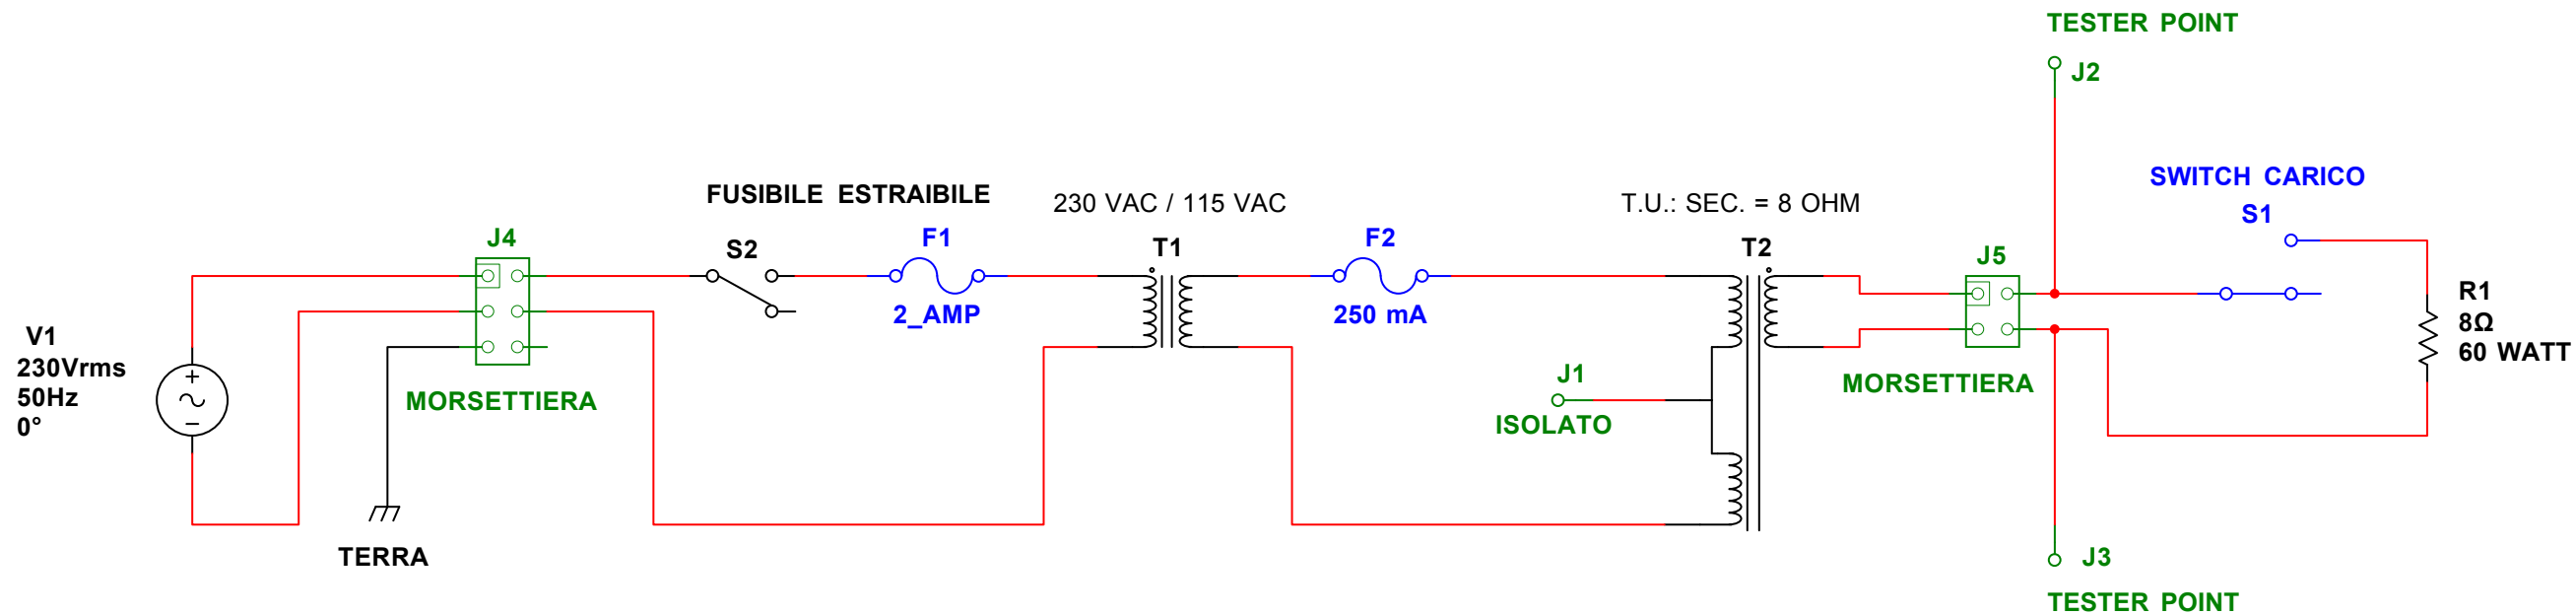 TESTER POINT
J2
SWITCH CARICO
S1
FUSIBILE ESTRAIBILE
230 VAC / 115 VAC
T.U.: SEC. = 8 OHM
J4
S2
F1
T1
F2
T2
J5
2_AMP
250 mA
V1
230Vrms
50Hz
0°
R1
8Ω
60 WATT
MORSETTIERA
J1
ISOLATO
MORSETTIERA
TERRA
J3
TESTER POINT